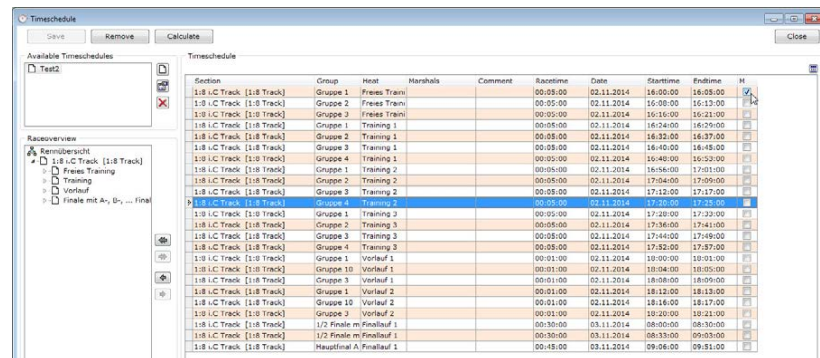 Timeschedule
Save Remove Calculate Close
Available Timeschedules
Test2
Raceoverview
Rennübersicht
1:8 i.C Track [1:8 Track]
Freies Training
Training
Vorlauf
Finale mit A-, B-, ... Final
Timeschedule
Section Group Heat Marshals Comment Racetime Date Starttime Endtime M
1:8 i.C Track [1:8 Track] Gruppe 1 Freies Traini 00:05:00 02.11.2014 16:00:00 16:05:00
1:8 i.C Track [1:8 Track] Gruppe 2 Freies Traini 00:05:00 02.11.2014 16:08:00 16:13:00
1:8 i.C Track [1:8 Track] Gruppe 3 Freies Traini 00:05:00 02.11.2014 16:16:00 16:21:00
1:8 i.C Track [1:8 Track] Gruppe 1 Training 1 00:05:00 02.11.2014 16:24:00 16:29:00
1:8 i.C Track [1:8 Track] Gruppe 2 Training 1 00:05:00 02.11.2014 16:32:00 16:37:00
1:8 i.C Track [1:8 Track] Gruppe 3 Training 1 00:05:00 02.11.2014 16:40:00 16:45:00
1:8 i.C Track [1:8 Track] Gruppe 4 Training 1 00:05:00 02.11.2014 16:48:00 16:53:00
1:8 i.C Track [1:8 Track] Gruppe 1 Training 2 00:05:00 02.11.2014 16:56:00 17:01:00
1:8 i.C Track [1:8 Track] Gruppe 2 Training 2 00:05:00 02.11.2014 17:04:00 17:09:00
1:8 i.C Track [1:8 Track] Gruppe 3 Training 2 00:05:00 02.11.2014 17:12:00 17:17:00
1:8 i.C Track [1:8 Track] Gruppe 4 Training 2 00:05:00 02.11.2014 17:20:00 17:25:00
1:8 i.C Track [1:8 Track] Gruppe 1 Training 3 00:05:00 02.11.2014 17:28:00 17:33:00
1:8 i.C Track [1:8 Track] Gruppe 2 Training 3 00:05:00 02.11.2014 17:36:00 17:41:00
1:8 i.C Track [1:8 Track] Gruppe 3 Training 3 00:05:00 02.11.2014 17:44:00 17:49:00
1:8 i.C Track [1:8 Track] Gruppe 4 Training 3 00:05:00 02.11.2014 17:52:00 17:57:00
1:8 i.C Track [1:8 Track] Gruppe 1 Vorlauf 1 00:01:00 02.11.2014 18:00:00 18:01:00
1:8 i.C Track [1:8 Track] Gruppe 10 Vorlauf 1 00:01:00 02.11.2014 18:04:00 18:05:00
1:8 i.C Track [1:8 Track] Gruppe 3 Vorlauf 1 00:01:00 02.11.2014 18:08:00 18:09:00
1:8 i.C Track [1:8 Track] Gruppe 1 Vorlauf 2 00:01:00 02.11.2014 18:12:00 18:13:00
1:8 i.C Track [1:8 Track] Gruppe 10 Vorlauf 2 00:01:00 02.11.2014 18:16:00 18:17:00
1:8 i.C Track [1:8 Track] Gruppe 3 Vorlauf 2 00:01:00 02.11.2014 18:20:00 18:21:00
1:8 i.C Track [1:8 Track] 1/2 Finale m Finallauf 1 00:30:00 03.11.2014 08:00:00 08:30:00
1:8 i.C Track [1:8 Track] 1/2 Finale m Finallauf 1 00:30:00 03.11.2014 08:33:00 09:03:00
1:8 i.C Track [1:8 Track] Hauptfinal A Finallauf 1 00:45:00 03.11.2014 09:06:00 09:51:00